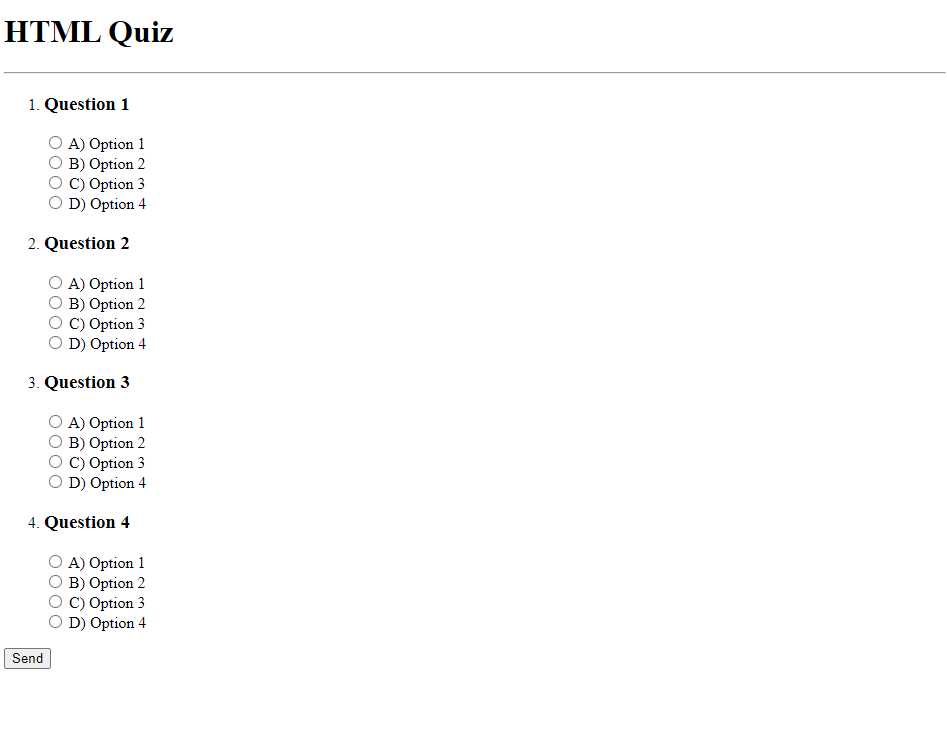 HTML Quiz
1. Question 1
A) Option 1
B) Option 2
C) Option 3
D) Option 4
2. Question 2
A) Option 1
B) Option 2
C) Option 3
D) Option 4
3. Question 3
A) Option 1
B) Option 2
C) Option 3
D) Option 4
4. Question 4
A) Option 1
B) Option 2
C) Option 3
D) Option 4
Send